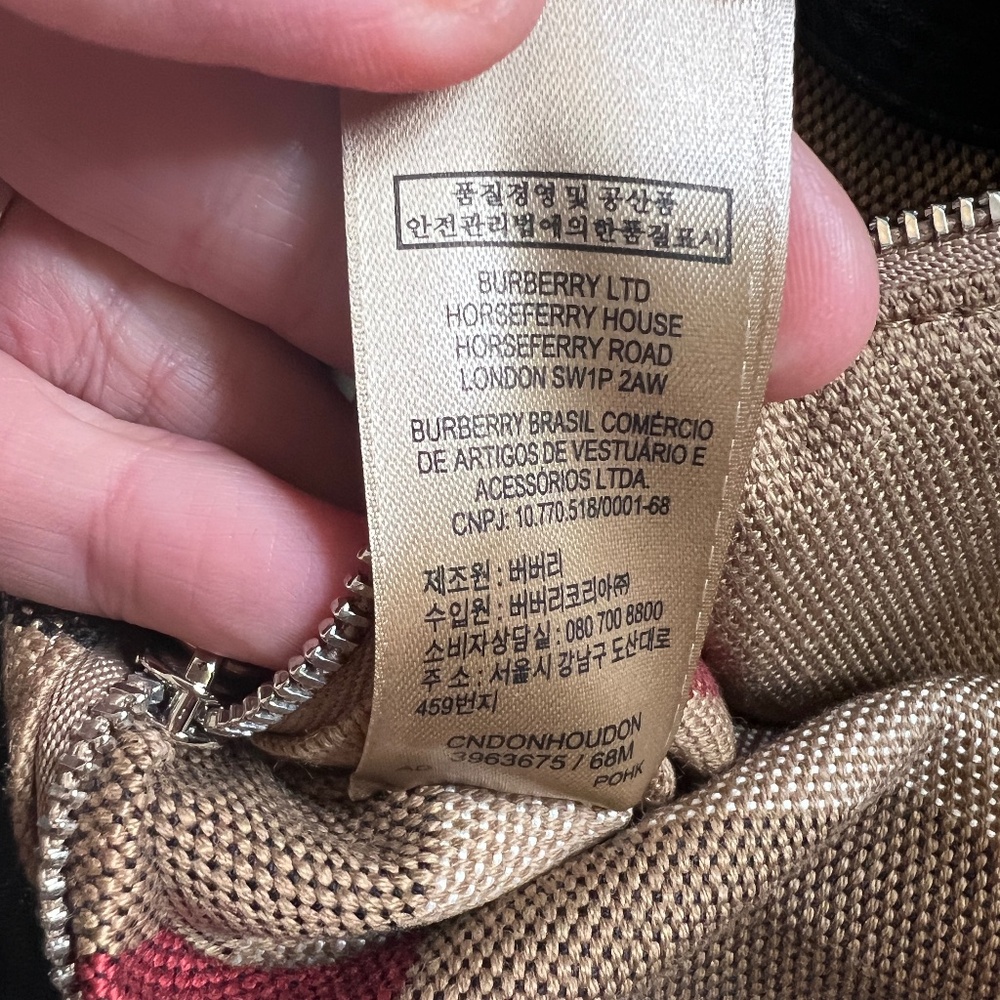 품질경영 및 공산품
안전관리법에의한품질표시
BURBERRY LTD
HORSEFERRY HOUSE
HORSEFERRY ROAD
LONDON SW1P 2AW
BURBERRY BRASIL COMÉRCIO
DE ARTIGOS DE VESTUÁRIO E
ACESSÓRIOS LTDA.
CNPJ: 10.770.518/0001-68
제조원 : 버버리
수입원 : 버버리코리아㈜
소비자상담실 : 080 700 8800
주 소 : 서울시 강남구 도산대로
459번지
CNDONHOUDON
3963675 / 68M
POHK